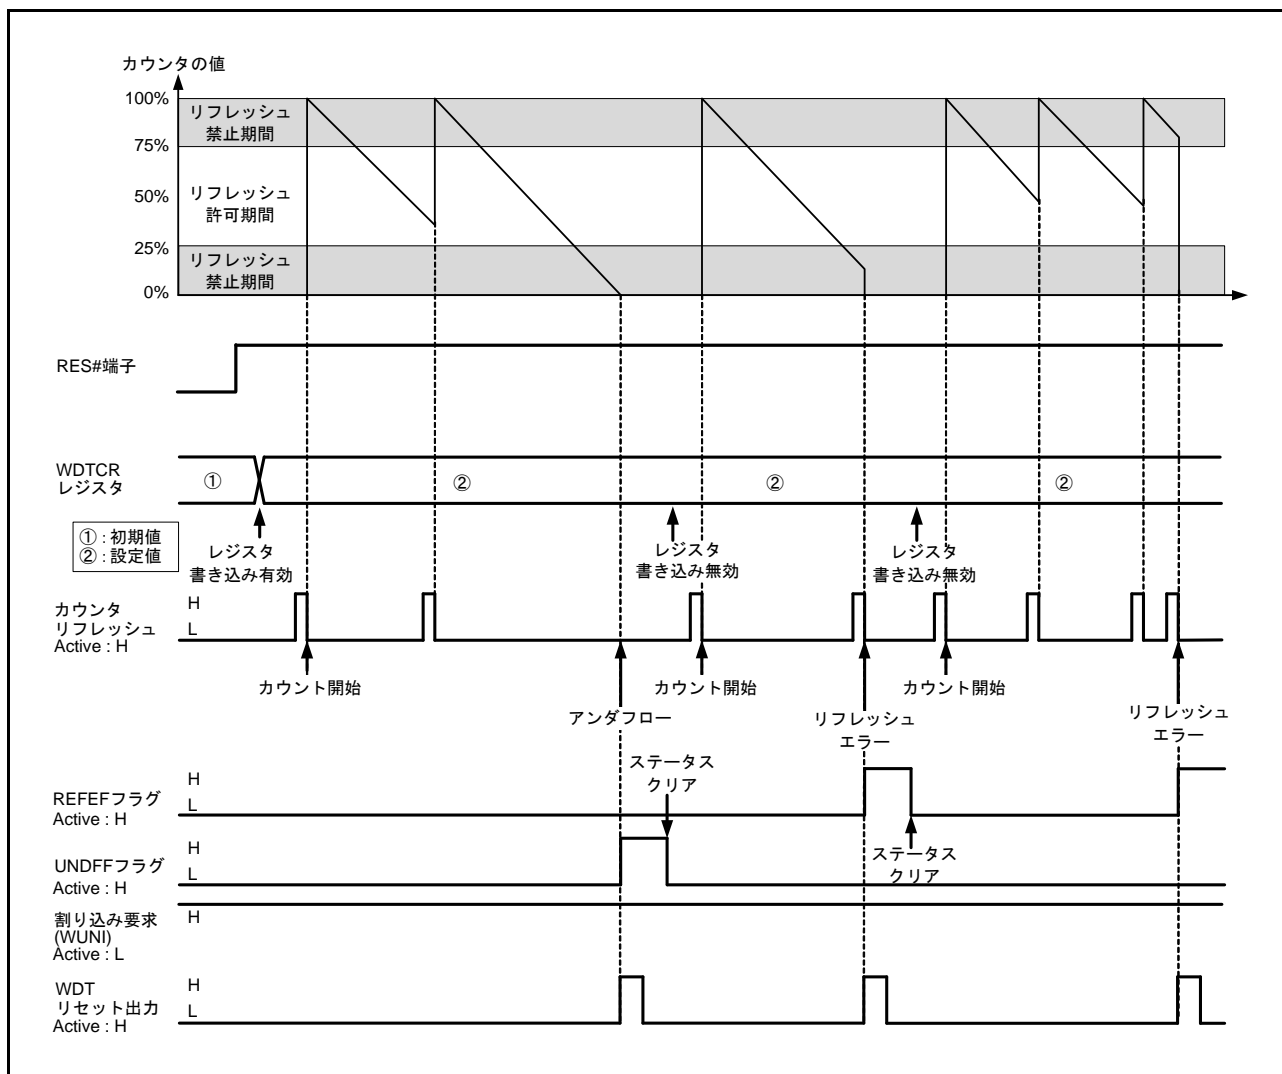 カウンタの値
100%
リフレッシュ
禁止期間
75%
50%
リフレッシュ
許可期間
25%
リフレッシュ
禁止期間
0%
RES#端子
WDTCR
レジスタ
①
②
②
②
①：初期値
②：設定値
レジスタ
書き込み有効
レジスタ
書き込み無効
レジスタ
書き込み無効
カウンタ
リフレッシュ
Active : H
H
L
カウント開始
カウント開始
カウント開始
アンダフロー
リフレッシュ
エラー
リフレッシュ
エラー
ステータス
クリア
REFEFフラグ
Active : H
H
L
ステータス
クリア
UNDFFフラグ
Active : H
H
L
割り込み要求
(WUNI)
Active : L
H
WDT
リセット出力
Active : H
H
L